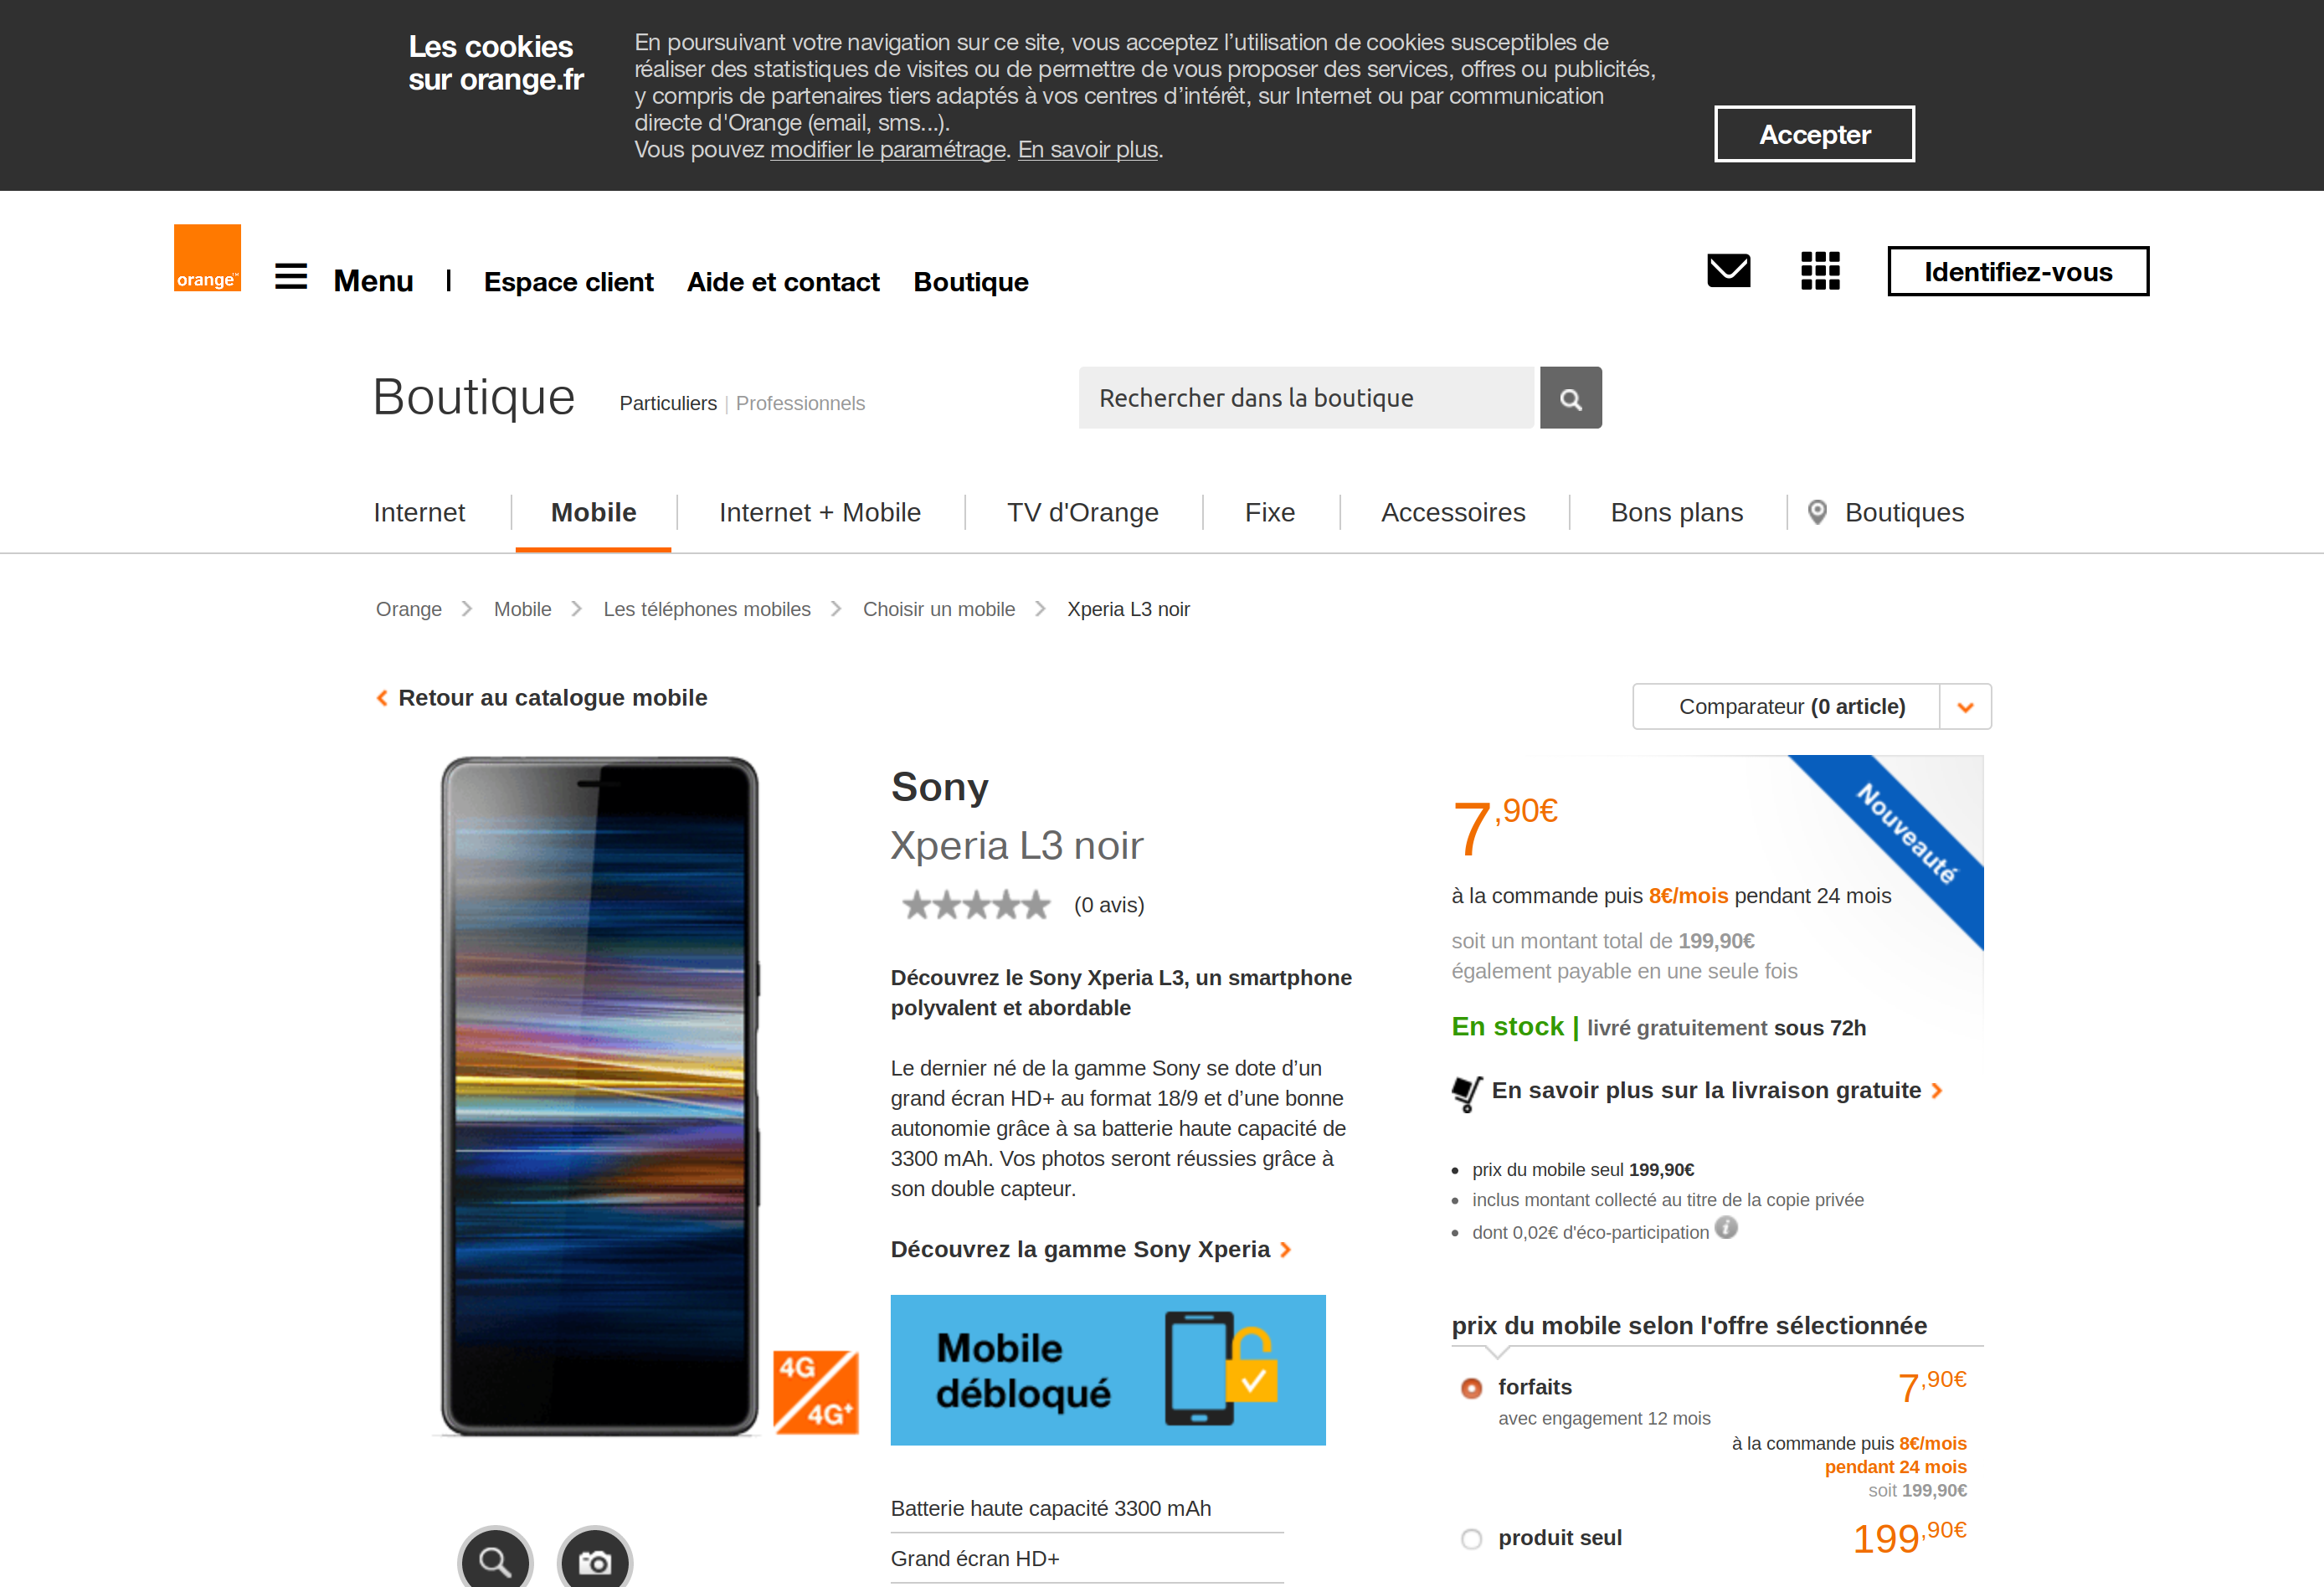 Les cookies
sur orange.fr
En poursuivant votre navigation sur ce site, vous acceptez l’utilisation de cookies susceptibles de
réaliser des statistiques de visites ou de permettre de vous proposer des services, offres ou publicités,
y compris de partenaires tiers adaptés à vos centres d’intérêt, sur Internet ou par communication
directe d'Orange (email, sms...).
Vous pouvez modifier le paramétrage. En savoir plus.
Accepter
orange™
Menu
Espace client
Aide et contact
Boutique
Identifiez-vous
Boutique
Particuliers | Professionnels
Rechercher dans la boutique
Internet
Mobile
Internet + Mobile
TV d'Orange
Fixe
Accessoires
Bons plans
Boutiques
Orange
Mobile
Les téléphones mobiles
Choisir un mobile
Xperia L3 noir
Retour au catalogue mobile
Comparateur (0 article)
4G
4G+
Sony
Xperia L3 noir
(0 avis)
Découvrez le Sony Xperia L3, un smartphone
polyvalent et abordable
Le dernier né de la gamme Sony se dote d’un
grand écran HD+ au format 18/9 et d’une bonne
autonomie grâce à sa batterie haute capacité de
3300 mAh. Vos photos seront réussies grâce à
son double capteur.
Découvrez la gamme Sony Xperia
Mobile
débloqué
Batterie haute capacité 3300 mAh
Grand écran HD+
Nouveauté
7,90€
à la commande puis 8€/mois pendant 24 mois
soit un montant total de 199,90€
également payable en une seule fois
En stock | livré gratuitement sous 72h
En savoir plus sur la livraison gratuite
• prix du mobile seul 199,90€
• inclus montant collecté au titre de la copie privée
• dont 0,02€ d'éco-participation i
prix du mobile selon l'offre sélectionnée
forfaits
7,90€
avec engagement 12 mois
à la commande puis 8€/mois
pendant 24 mois
soit 199,90€
produit seul
199,90€